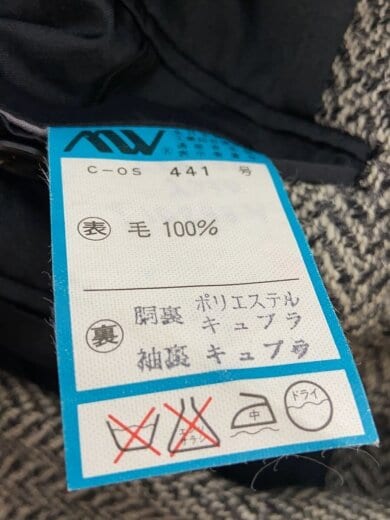 MW
C-OS 441 号
表 毛 100%
裏 胴裏 ポリエステル
キュプラ
袖裏 キュプラ
中
ドライ